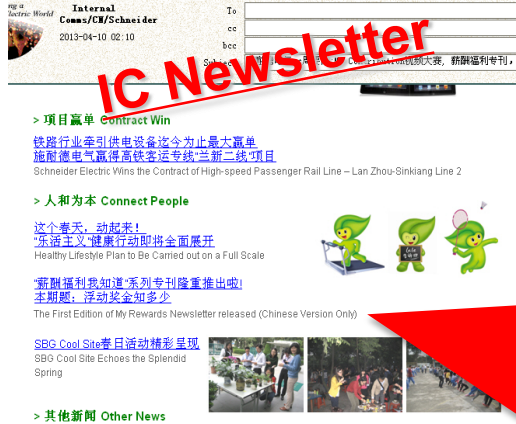 Electric World
Internal
Comms/CH/Schneider
2013-04-10 02:10
To
cc
bcc
IC Newsletter
薪酬福利专刊,
> 项目赢单 Contract Win
铁路行业牵引供电设备迄今为止最大赢单
施耐德电气赢得高铁客运专线“兰新二线”项目
Schneider Electric Wins the Contract of High-speed Passenger Rail Line – Lan Zhou-Sinkiang Line 2
> 人和为本 Connect People
这个春天，动起来！
“乐活主义”健康行动即将全面展开
Healthy Lifestyle Plan to Be Carried out on a Full Scale
“薪酬福利我知道”系列专刊隆重推出啦!
本期题：浮动奖金知多少
The First Edition of My Rewards Newsletter released (Chinese Version Only)
SBG Cool Site春日活动精彩呈现
SBG Cool Site Echoes the Splendid
Spring
> 其他新闻 Other News